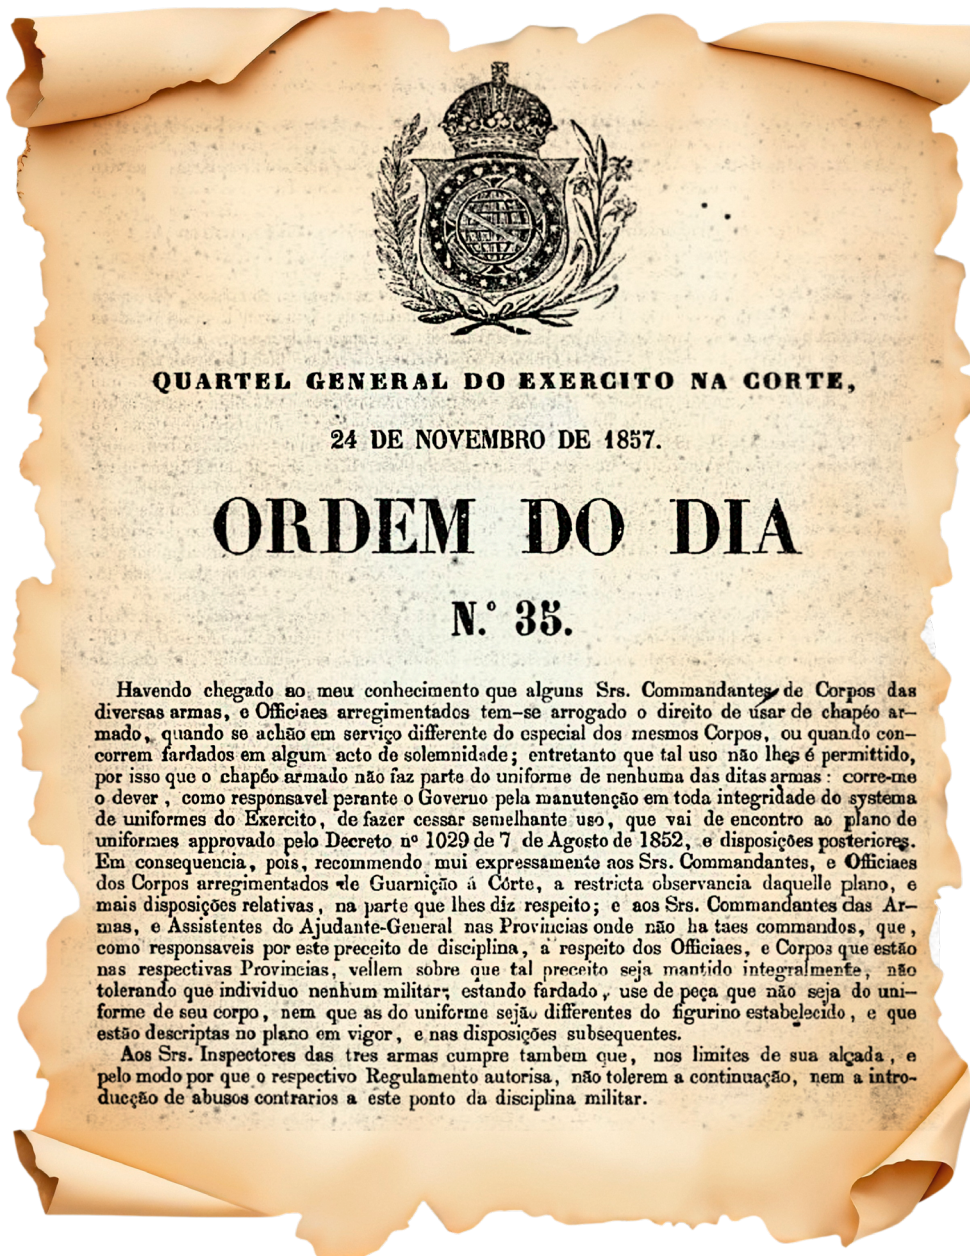 QUARTEL GENERAL DO EXERCITO NA CORTE,
24 DE NOVEMBRO DE 1857.
ORDEM DO DIA
N.º 35.
Havendo chegado ao meu conhecimento que alguns Srs. Commandantes de Corpos das
diversas armas, e Officiaes arregimentados tem-se arrogado o direito de usar de chapéo ar-
mado, quando se achão em serviço differente do especial dos mesmos Corpos, ou quando con-
correm fardados em algum acto de solemnidade; entretanto que tal uso não lhes é permittido,
por isso que o chapéo armado não faz parte do uniforme de nenhuma das ditas armas: corre-me
o dever, como responsavel perante o Governo pela manutenção em toda integridade do systema
de uniformes do Exercito, de fazer cessar semelhante uso, que vai de encontro ao plano de
uniformes approvado pelo Decreto nº 1029 de 7 de Agosto de 1852, e disposições posteriores.
Em consequencia, pois, recommendo mui expressamente aos Srs. Commandantes, e Officiaes
dos Corpos arregimentados de Guarnição á Côrte, a restricta observancia daquelle plano, e
mais disposições relativas, na parte que lhes diz respeito; e aos Srs. Commandantes das Ar-
mas, e Assistentes do Ajudante-General nas Provincias onde não ha taes commandos, que,
como responsaveis por este preceito de disciplina, a respeito dos Officiaes, e Corpos que estão
nas respectivas Provincias, vellem sobre que tal preceito seja mantido integralmente, não
tolerando que individuo nenhum militar, estando fardado, use de peça que não seja do uni-
forme de seu corpo, nem que as do uniforme sejão differentes do figurino estabelecido, e que
estão descriptas no plano em vigor, e nas disposições subsequentes.
Aos Srs. Inspectores das tres armas cumpre tambem que, nos limites de sua alçada, e
pelo modo por que o respectivo Regulamento autorisa, não tolerem a continuação, nem a intro-
ducção de abusos contrarios a este ponto da disciplina militar.